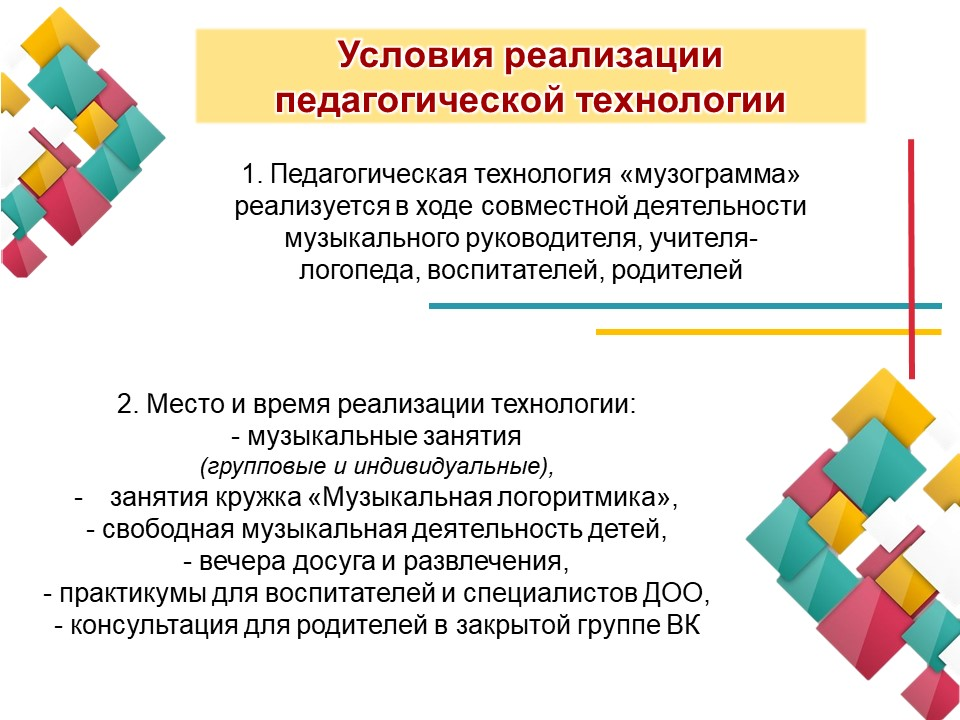 Условия реализации
педагогической технологии
1. Педагогическая технология «музограмма»
реализуется в ходе совместной деятельности
музыкального руководителя, учителя-
логопеда, воспитателей, родителей
2. Место и время реализации технологии:
- музыкальные занятия
(групповые и индивидуальные),
- занятия кружка «Музыкальная логоритмика»,
- свободная музыкальная деятельность детей,
- вечера досуга и развлечения,
- практикумы для воспитателей и специалистов ДОО,
- консультация для родителей в закрытой группе ВК